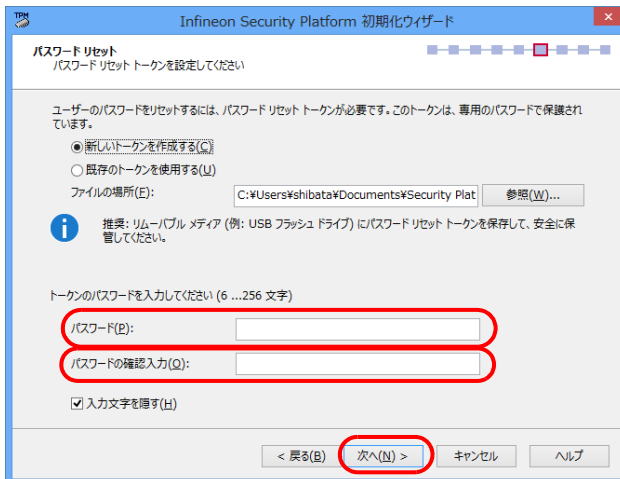 TPM
Infineon Security Platform 初期化ウィザード
パスワード リセット
パスワード リセット トークンを設定してください
ユーザーのパスワードをリセットするには、パスワード リセット トークンが必要です。このトークンは、専用のパスワードで保護され
ています。
新しいトークンを作成する(C)
既存のトークンを使用する(U)
ファイルの場所(F):
C:¥Users¥shibata¥Documents¥Security Plat
参照(W)...
推奨: リムーバブル メディア (例: USB フラッシュ ドライブ) にパスワード リセット トークンを保存して、安全に保
管してください。
トークンのパスワードを入力してください (6 ...256 文字)
パスワード(P):
パスワードの確認入力(O):
入力文字を隠す(H)
< 戻る(B)
次へ(N) >
キャンセル
ヘルプ